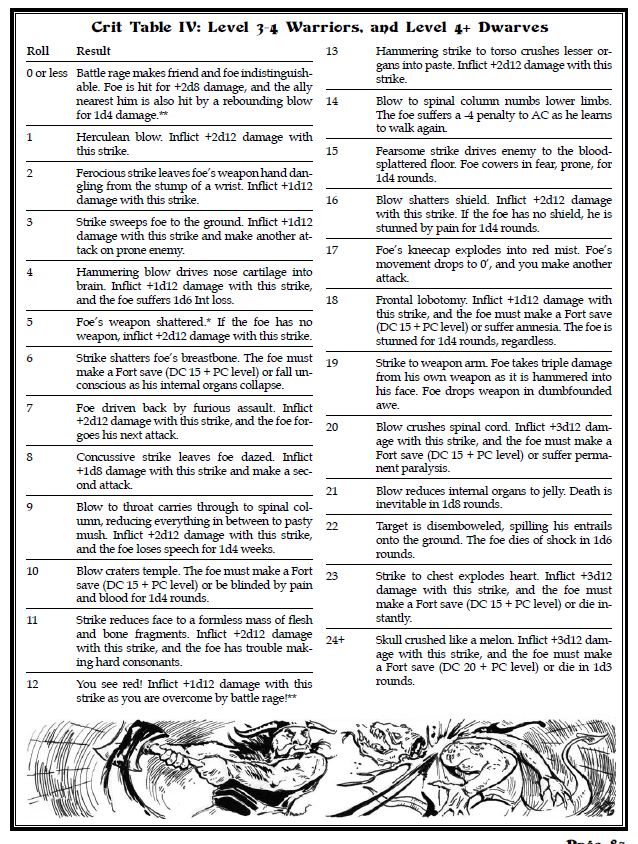 Crit Table IV: Level 3-4 Warriors, and Level 4+ Dwarves
Roll Result
0 or less Battle rage makes friend and foe indistinguish-
able. Foe is hit for +2d8 damage, and the ally
nearest him is also hit by a rebounding blow
for 1d4 damage.**
1 Herculean blow. Inflict +2d12 damage with
this strike.
2 Ferocious strike leaves foe's weapon hand dan-
gling from the stump of a wrist. Inflict +1d12
damage with this strike.
3 Strike sweeps foe to the ground. Inflict +1d12
damage with this strike and make another at-
tack on prone enemy.
4 Hammering blow drives nose cartilage into
brain. Inflict +1d12 damage with this strike,
and the foe suffers 1d6 Int loss.
5 Foe's weapon shattered.* If the foe has no
weapon, inflict +2d12 damage with this strike.
6 Strike shatters foe's breastbone. The foe must
make a Fort save (DC 15 + PC level) or fall un-
conscious as his internal organs collapse.
7 Foe driven back by furious assault. Inflict
+2d12 damage with this strike, and the foe for-
goes his next attack.
8 Concussive strike leaves foe dazed. Inflict
+1d8 damage with this strike and make a sec-
ond attack.
9 Blow to throat carries through to spinal col-
umn, reducing everything in between to pasty
mush. Inflict +2d12 damage with this strike,
and the foe loses speech for 1d4 weeks.
10 Blow craters temple. The foe must make a Fort
save (DC 15 + PC level) or be blinded by pain
and blood for 1d4 rounds.
11 Strike reduces face to a formless mass of flesh
and bone fragments. Inflict +2d12 damage
with this strike, and the foe has trouble mak-
ing hard consonants.
12 You see red! Inflict +1d12 damage with this
strike as you are overcome by battle rage!**
13 Hammering strike to torso crushes lesser or-
gans into paste. Inflict +2d12 damage with this
strike.
14 Blow to spinal column numbs lower limbs.
The foe suffers a -4 penalty to AC as he learns
to walk again.
15 Fearsome strike drives enemy to the blood-
splattered floor. Foe cowers in fear, prone, for
1d4 rounds.
16 Blow shatters shield. Inflict +2d12 damage
with this strike. If the foe has no shield, he is
stunned by pain for 1d4 rounds.
17 Foe's kneecap explodes into red mist. Foe's
movement drops to 0', and you make another
attack.
18 Frontal lobotomy. Inflict +1d12 damage with
this strike, and the foe must make a Fort save
(DC 15 + PC level) or suffer amnesia. The foe is
stunned for 1d4 rounds, regardless.
19 Strike to weapon arm. Foe takes triple damage
from his own weapon as it is hammered into
his face. Foe drops weapon in dumbfounded
awe.
20 Blow crushes spinal cord. Inflict +3d12 dam-
age with this strike, and the foe must make a
Fort save (DC 15 + PC level) or suffer perma-
nent paralysis.
21 Blow reduces internal organs to jelly. Death is
inevitable in 1d8 rounds.
22 Target is disemboweled, spilling his entrails
onto the ground. The foe dies of shock in 1d6
rounds.
23 Strike to chest explodes heart. Inflict +3d12
damage with this strike, and the foe must
make a Fort save (DC 15 + PC level) or die in-
stantly.
24+ Skull crushed like a melon. Inflict +3d12 dam-
age with this strike, and the foe must make
a Fort save (DC 20 + PC level) or die in 1d3
rounds.